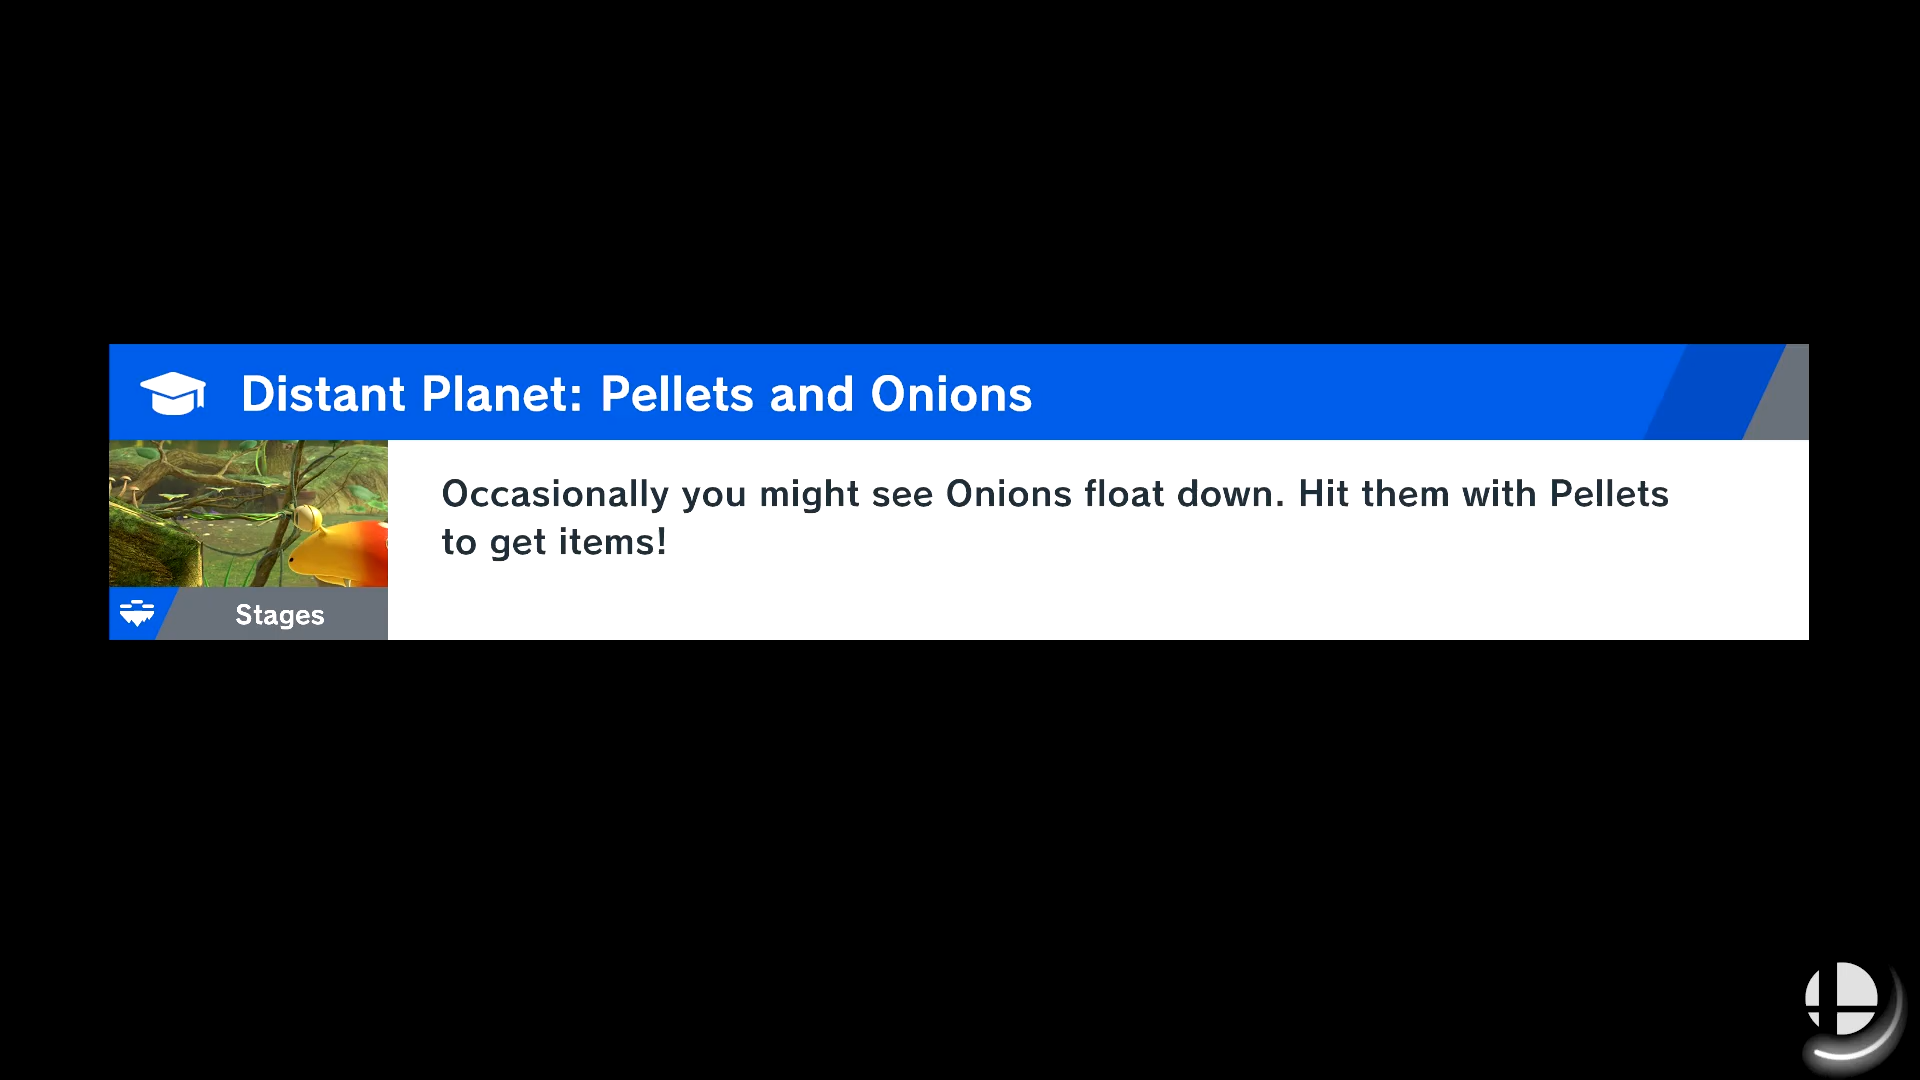 Distant Planet: Pellets and Onions
Occasionally you might see Onions float down. Hit them with Pellets
to get items!
Stages